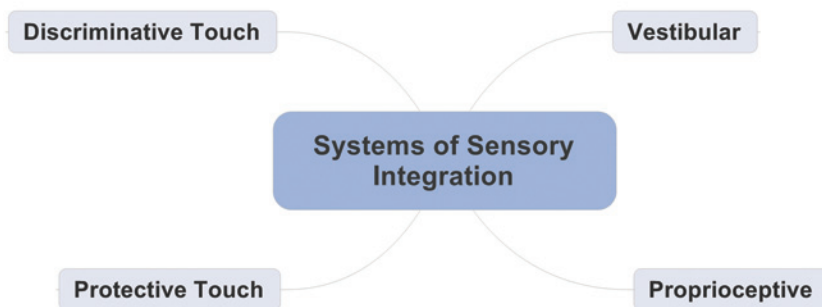 Discriminative Touch
Vestibular
Systems of Sensory
Integration
Protective Touch
Proprioceptive